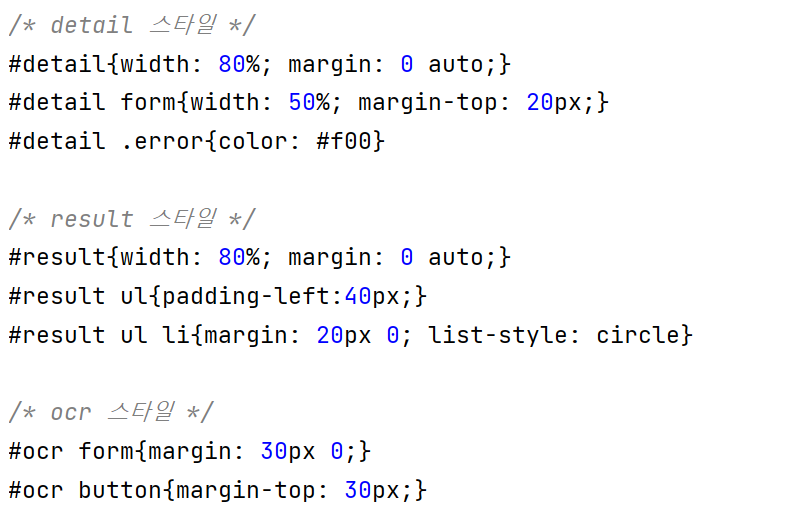 /* detail 스타일 */
#detail{width: 80%; margin: 0 auto;}
#detail form{width: 50%; margin-top: 20px;}
#detail .error{color: #f00}
/* result 스타일 */
#result{width: 80%; margin: 0 auto;}
#result ul{padding-left:40px;}
#result ul li{margin: 20px 0; list-style: circle}
/* ocr 스타일 */
#ocr form{margin: 30px 0;}
#ocr button{margin-top: 30px;}